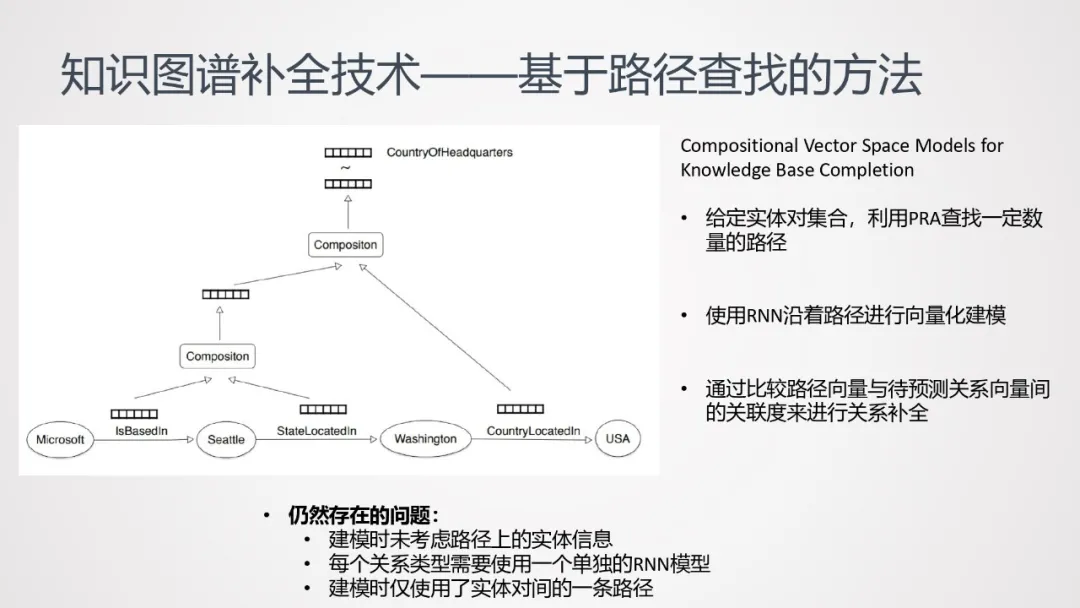 知识图谱补全技术——基于路径查找的方法
CountryOfHeadquarters
~
Compositon
Compositon
IsBasedIn
StateLocatedIn
CountryLocatedIn
Microsoft
Seattle
Washington
USA
Compositional Vector Space Models for
Knowledge Base Completion
• 给定实体对集合，利用PRA查找一定数
量的路径
• 使用RNN沿着路径进行向量化建模
• 通过比较路径向量与待预测关系向量间
的关联度来进行关系补全
• 仍然存在的问题：
• 建模时未考虑路径上的实体信息
• 每个关系类型需要使用一个单独的RNN模型
• 建模时仅使用了实体对间的一条路径